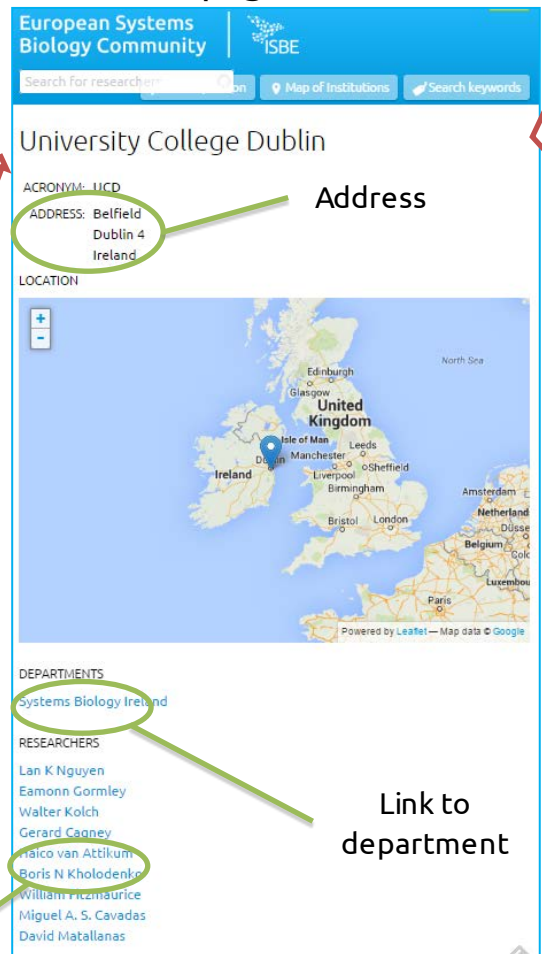 European Systems
Biology Community
ISBE
Search for researchers
on
Map of Institutions
Search keywords
University College Dublin
ACRONYM: UCD
ADDRESS: Belfield
Dublin 4
Ireland
Address
LOCATION
+
-
North Sea
Edinburgh
Glasgow
United
Kingdom
Isle of Man
Leeds
Dublin
Manchester
Sheffield
Ireland
Liverpool
Birmingham
Amsterdam
Netherland
Bristol
London
Düsse
Belgium
Colo
Luxembou
Paris
Powered by Leaflet — Map data © Google
DEPARTMENTS
Systems Biology Ireland
RESEARCHERS
Lan K Nguyen
Eamonn Gormley
Walter Kolch
Gerard Cagney
Haico van Attikum
Boris N Kholodenko
William Fitzmaurice
Miguel A. S. Cavadas
David Matallanas
Link to
department